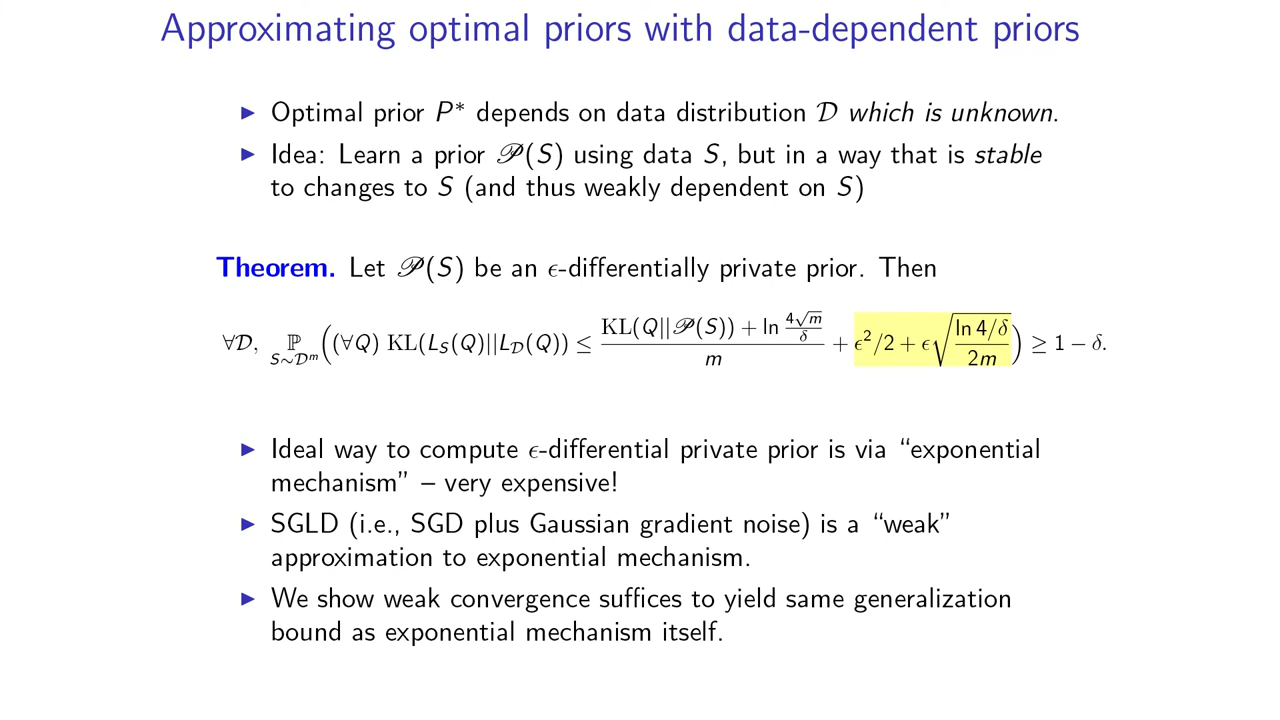 Approximating optimal priors with data-dependent priors
▶ Optimal prior P* depends on data distribution 𝒟 which is unknown.
▶ Idea: Learn a prior 𝒫(S) using data S, but in a way that is stable
to changes to S (and thus weakly dependent on S)
Theorem. Let 𝒫(S) be an ϵ-differentially private prior. Then
∀𝒟, ℙ_{S∼𝒟^m}((∀Q) KL(L_S(Q)||L_𝒟(Q)) ≤ (KL(Q||𝒫(S)) + ln (4√m/δ))/m + ϵ²/2 + ϵ√(ln 4/δ / 2m)) ≥ 1 − δ.
▶ Ideal way to compute ϵ-differential private prior is via “exponential
mechanism” – very expensive!
▶ SGLD (i.e., SGD plus Gaussian gradient noise) is a “weak”
approximation to exponential mechanism.
▶ We show weak convergence suffices to yield same generalization
bound as exponential mechanism itself.